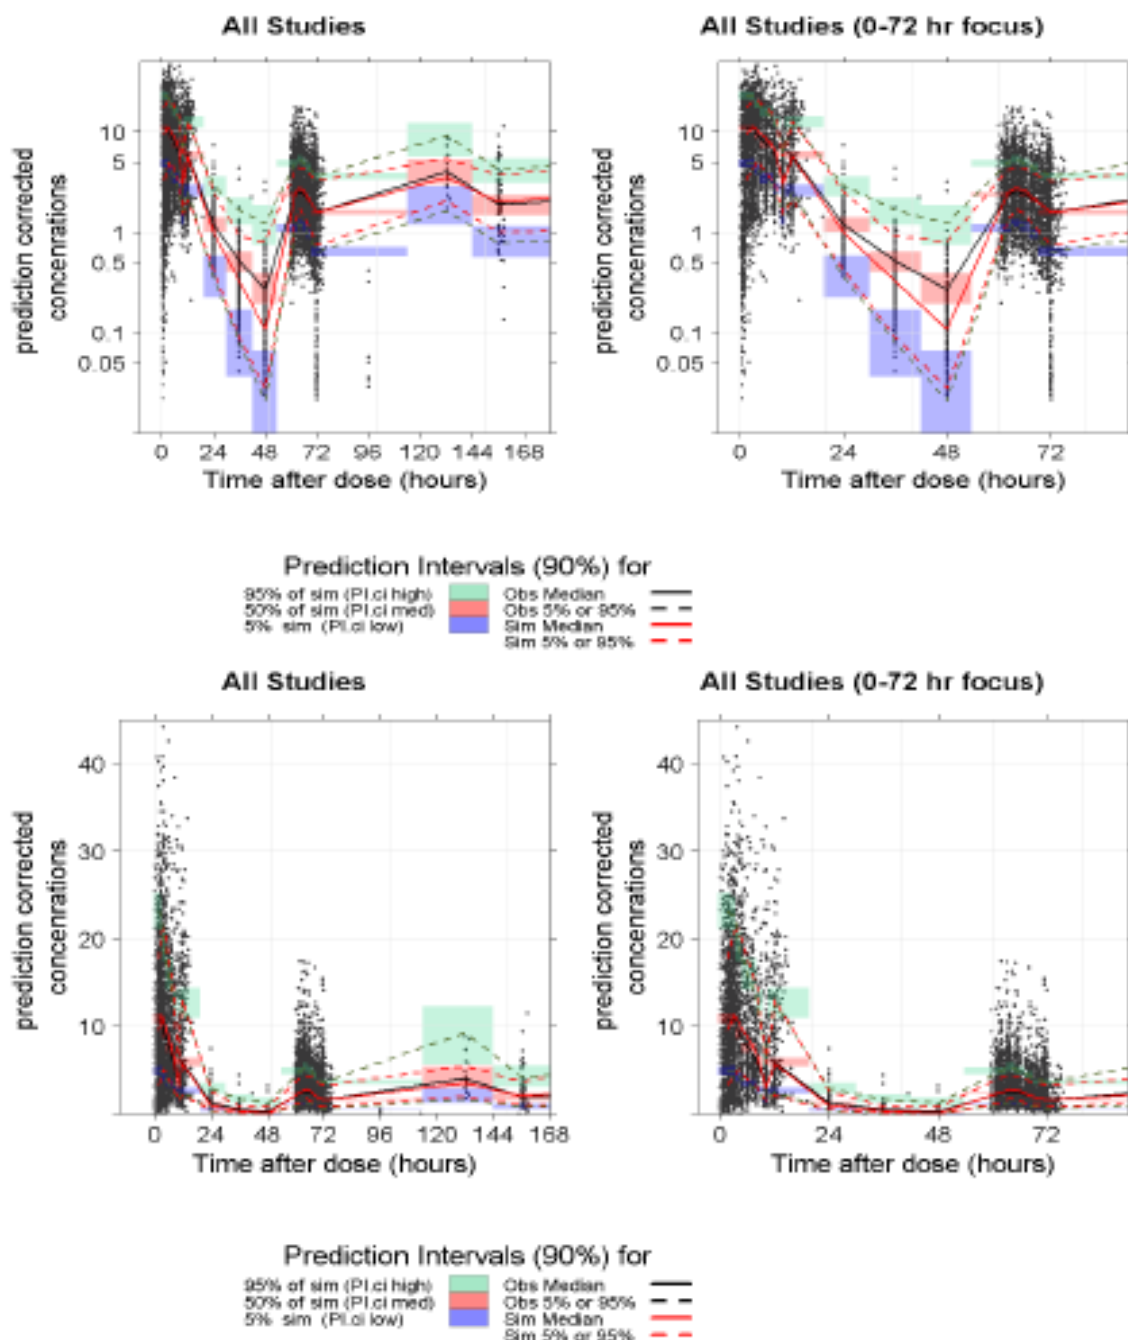 All Studies
All Studies (0-72 hr focus)
prediction corrected
concenrations
10
5
1
0.5
0.1
0.05
0 24 48 72 96 120 144 168
Time after dose (hours)
prediction corrected
concenrations
10
5
1
0.5
0.1
0.05
0 24 48 72
Time after dose (hours)
Prediction Intervals (90%) for
95% of sim (PI.ci high)
50% of sim (PI.ci med)
5% sim (PI.ci low)
Obs Median
Obs 5% or 95%
Sim Median
Sim 5% or 95%
All Studies
All Studies (0-72 hr focus)
prediction corrected
concenrations
40
30
20
10
0 24 48 72 96 120 144 168
Time after dose (hours)
prediction corrected
concenrations
40
30
20
10
0 24 48 72
Time after dose (hours)
Prediction Intervals (90%) for
95% of sim (PI.ci high)
50% of sim (PI.ci med)
5% sim (PI.ci low)
Obs Median
Obs 5% or 95%
Sim Median
Sim 5% or 95%